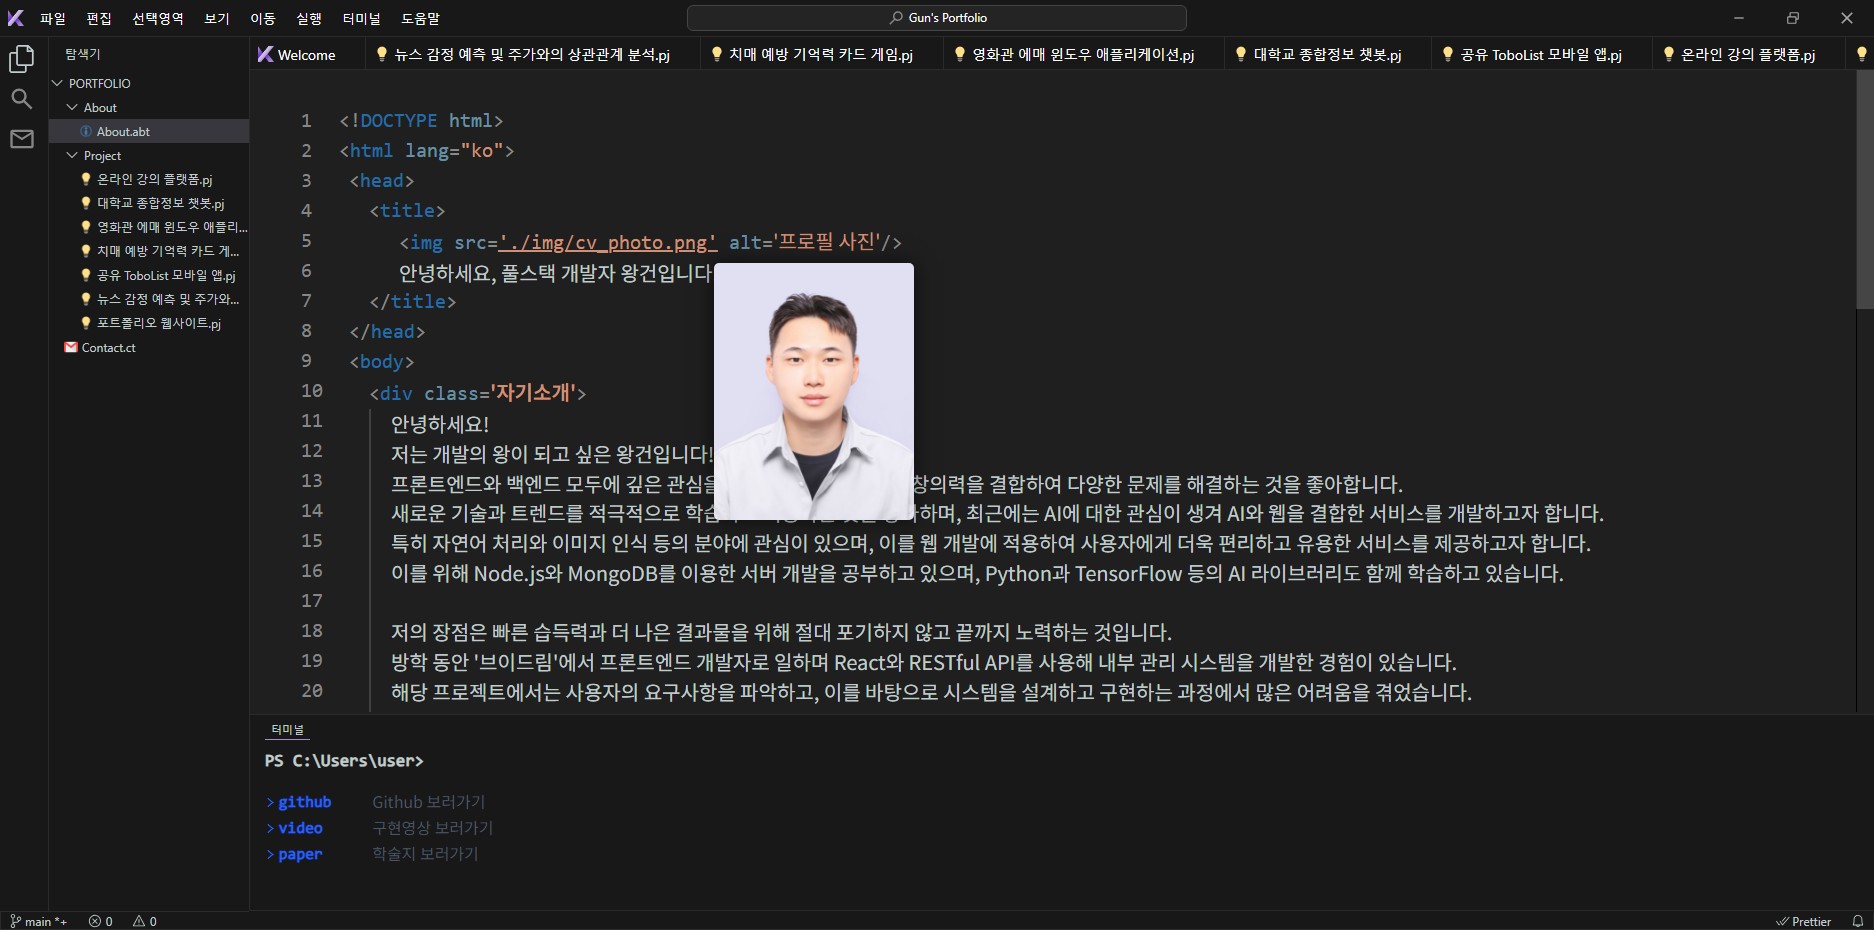 파일 편집 선택영역 보기 이동 실행 터미널 도움말
Gun's Portfolio
탐색기
PORTFOLIO
About
About.abt
Project
온라인 강의 플랫폼.pj
대학교 종합정보 챗봇.pj
영화관 에매 윈도우 애플리...
치매 예방 기억력 카드 게...
공유 ToboList 모바일 앱.pj
뉴스 감정 예측 및 주가와...
포트폴리오 웹사이트.pj
Contact.ct
Welcome 뉴스 감정 예측 및 주가와의 상관관계 분석.pj 치매 예방 기억력 카드 게임.pj 영화관 에매 윈도우 애플리케이션.pj 대학교 종합정보 챗봇.pj 공유 ToboList 모바일 앱.pj 온라인 강의 플랫폼.pj
1 <!DOCTYPE html>
2 <html lang="ko">
3 <head>
4 <title>
5 <img src='./img/cv_photo.png' alt='프로필 사진'/>
6 안녕하세요, 풀스택 개발자 왕건입니다
7 </title>
8 </head>
9 <body>
10 <div class='자기소개'>
11 안녕하세요!
12 저는 개발의 왕이 되고 싶은 왕건입니다!
13 프론트엔드와 백엔드 모두에 깊은 관심을 창의력을 결합하여 다양한 문제를 해결하는 것을 좋아합니다.
14 새로운 기술과 트렌드를 적극적으로 학습 하며, 최근에는 AI에 대한 관심이 생겨 AI와 웹을 결합한 서비스를 개발하고자 합니다.
15 특히 자연어 처리와 이미지 인식 등의 분야에 관심이 있으며, 이를 웹 개발에 적용하여 사용자에게 더욱 편리하고 유용한 서비스를 제공하고자 합니다.
16 이를 위해 Node.js와 MongoDB를 이용한 서버 개발을 공부하고 있으며, Python과 TensorFlow 등의 AI 라이브러리도 함께 학습하고 있습니다.
17
18 저의 장점은 빠른 습득력과 더 나은 결과물을 위해 절대 포기하지 않고 끝까지 노력하는 것입니다.
19 방학 동안 '브이드림'에서 프론트엔드 개발자로 일하며 React와 RESTful API를 사용해 내부 관리 시스템을 개발한 경험이 있습니다.
20 해당 프로젝트에서는 사용자의 요구사항을 파악하고, 이를 바탕으로 시스템을 설계하고 구현하는 과정에서 많은 어려움을 겪었습니다.
터미널
PS C:\Users\user>
> github Github 보러가기
> video 구현영상 보러가기
> paper 학술지 보러가기
main *+ 0 0 Prettier